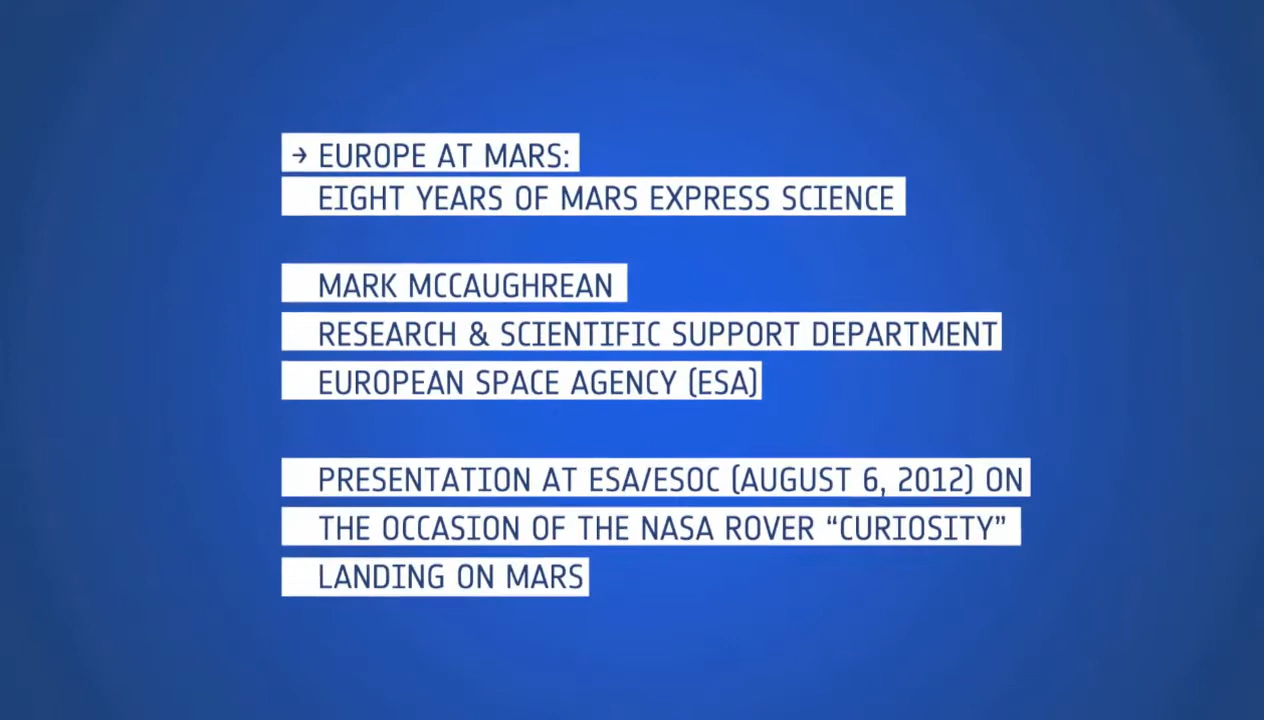 → EUROPE AT MARS:
EIGHT YEARS OF MARS EXPRESS SCIENCE
MARK MCCAUGHREAN
RESEARCH & SCIENTIFIC SUPPORT DEPARTMENT
EUROPEAN SPACE AGENCY (ESA)
PRESENTATION AT ESA/ESOC (AUGUST 6, 2012) ON
THE OCCASION OF THE NASA ROVER “CURIOSITY”
LANDING ON MARS